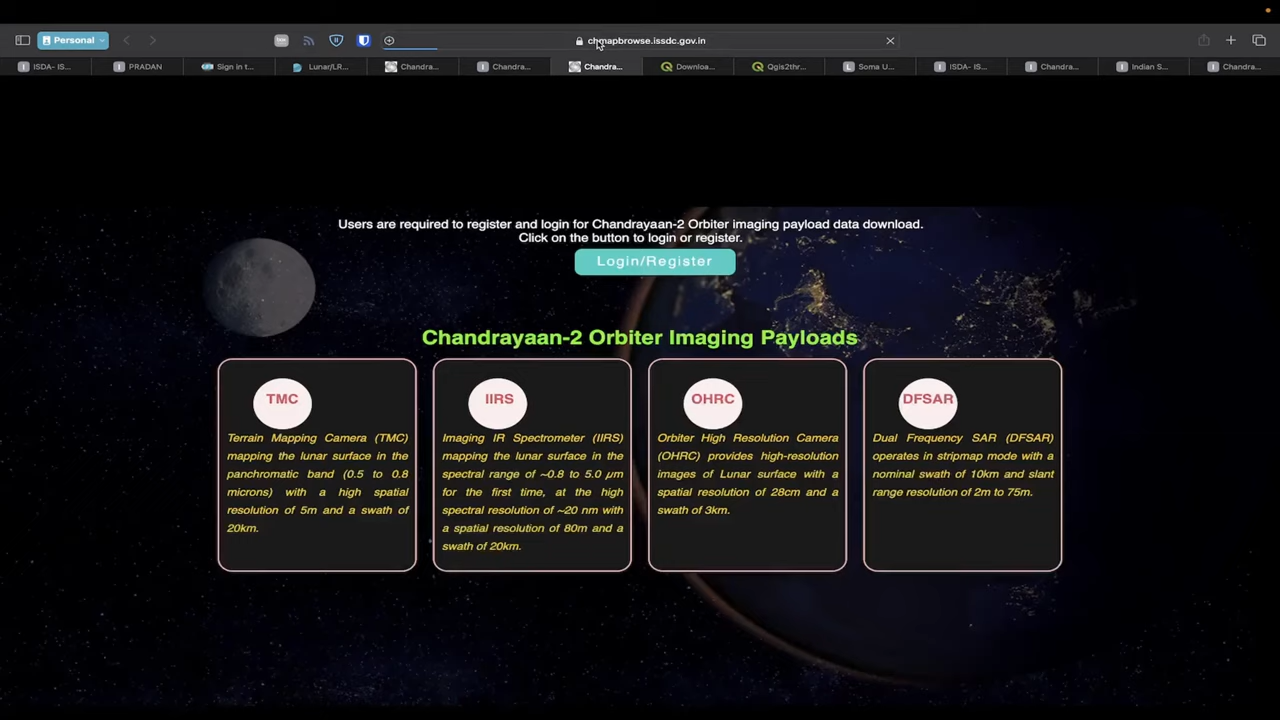 Personal
chmapbrowse.issdc.gov.in
ISDA- IS...
PRADAN
Sign in t...
Lunar/LR...
Chandra...
Chandra...
Chandra...
Downloa...
Qgis2thr...
Soma U...
ISDA- IS...
Chandra...
Indian S...
Chandra...
Users are required to register and login for Chandrayaan-2 Orbiter imaging payload data download.
Click on the button to login or register.
Login/Register
Chandrayaan-2 Orbiter Imaging Payloads
TMC
Terrain Mapping Camera (TMC)
mapping the lunar surface in the
panchromatic band (0.5 to 0.8
microns) with a high spatial
resolution of 5m and a swath of
20km.
IIRS
Imaging IR Spectrometer (IIRS)
mapping the lunar surface in the
spectral range of ~0.8 to 5.0 μm
for the first time, at the high
spectral resolution of ~20 nm with
a spatial resolution of 80m and a
swath of 20km.
OHRC
Orbiter High Resolution Camera
(OHRC) provides high-resolution
images of Lunar surface with a
spatial resolution of 28cm and a
swath of 3km.
DFSAR
Dual Frequency SAR (DFSAR)
operates in stripmap mode with a
nominal swath of 10km and slant
range resolution of 2m to 75m.